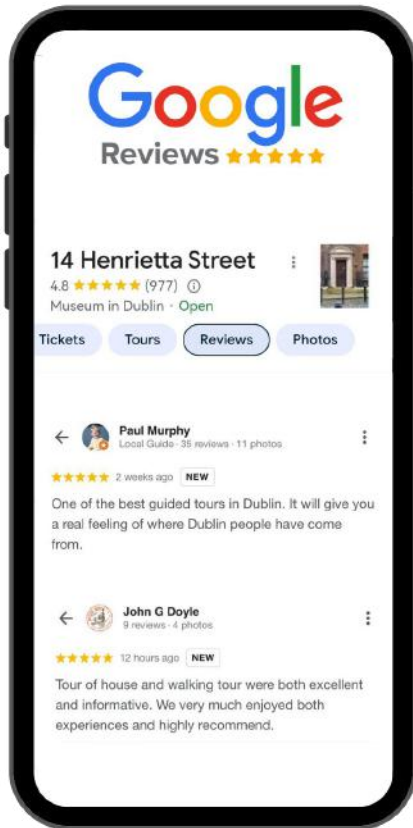 Google
Reviews
14 Henrietta Street
4.8 (977)
Museum in Dublin · Open
Tickets Tours Reviews Photos
Paul Murphy
Local Guide · 35 reviews · 11 photos
2 weeks ago NEW
One of the best guided tours in Dublin. It will give you
a real feeling of where Dublin people have come
from.
John G Doyle
9 reviews · 4 photos
12 hours ago NEW
Tour of house and walking tour were both excellent
and informative. We very much enjoyed both
experiences and highly recommend.